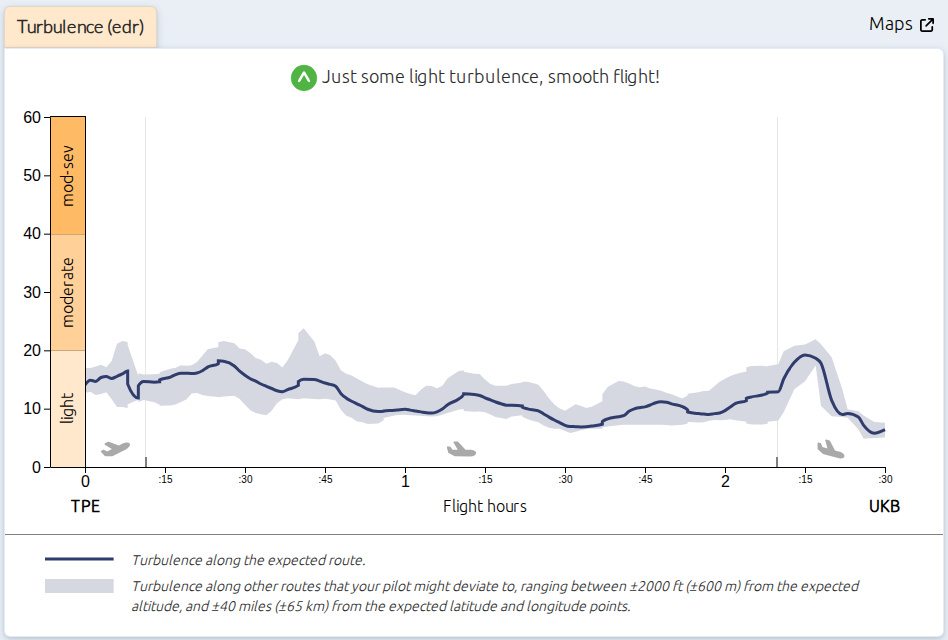 Turbulence (edr)
Maps
Just some light turbulence, smooth flight!
60
50
40
30
20
10
0
mod-sev
moderate
light
0 :15 :30 :45 1 :15 :30 :45 2 :15 :30
TPE Flight hours UKB
Turbulence along the expected route.
Turbulence along other routes that your pilot might deviate to, ranging between ±2000 ft (±600 m) from the expected
altitude, and ±40 miles (±65 km) from the expected latitude and longitude points.